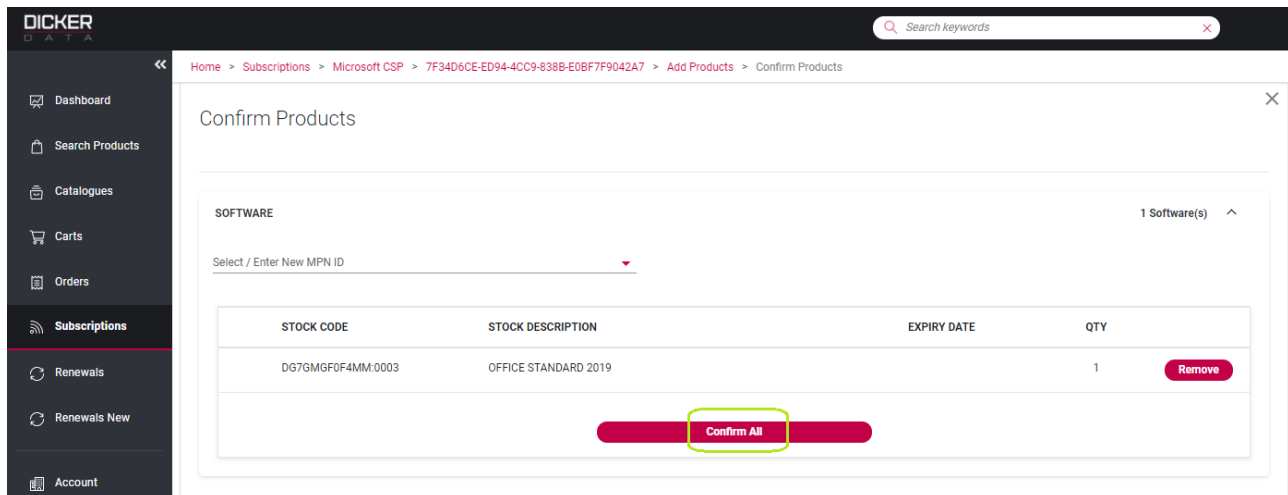 DICKER
DATA
Search keywords
Home > Subscriptions > Microsoft CSP > 7F34D6CE-ED94-4CC9-838B-E0BF7F9042A7 > Add Products > Confirm Products
Dashboard
Search Products
Catalogues
Carts
Orders
Subscriptions
Renewals
Renewals New
Account
Confirm Products
SOFTWARE 1 Software(s)
Select / Enter New MPN ID
STOCK CODE STOCK DESCRIPTION EXPIRY DATE QTY
DG7GMGF0F4MM:0003 OFFICE STANDARD 2019 1 Remove
Confirm All